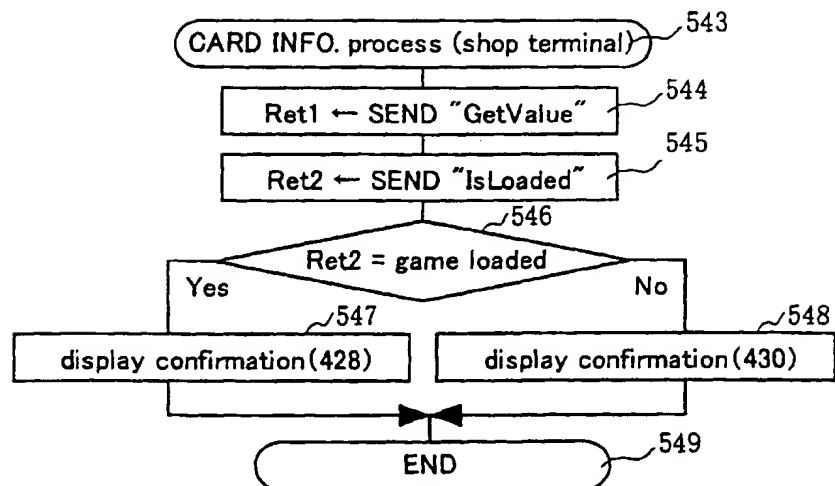 CARD INFO. process (shop terminal)
543
544
Ret1 ← SEND "GetValue"
545
Ret2 ← SEND "IsLoaded"
546
Ret2 = game loaded
Yes
No
547
548
display confirmation(428)
display confirmation(430)
549
END